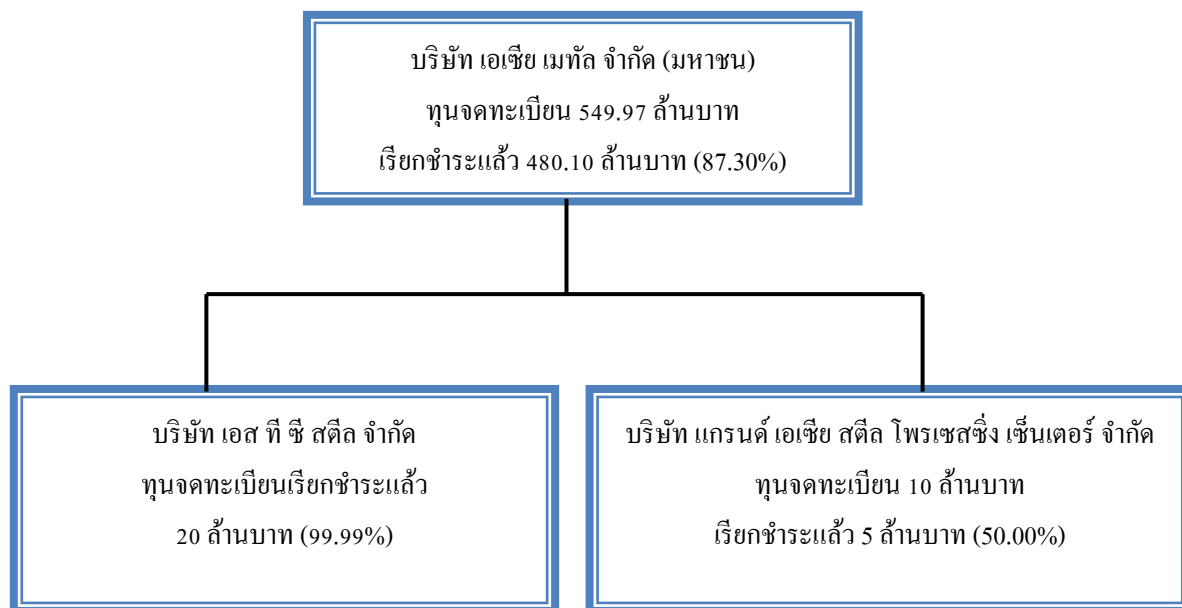 บริษัท เอเซีย เมทัล จำกัด (มหาชน)
ทุนจดทะเบียน 549.97 ล้านบาท
เรียกชำระแล้ว 480.10 ล้านบาท (87.30%)
บริษัท เอส ที ซี สตีล จำกัด
ทุนจดทะเบียนเรียกชำระแล้ว
20 ล้านบาท (99.99%)
บริษัท แกรนด์ เอเซีย สตีล โพรเซสซิ่ง เซ็นเตอร์ จำกัด
ทุนจดทะเบียน 10 ล้านบาท
เรียกชำระแล้ว 5 ล้านบาท (50.00%)